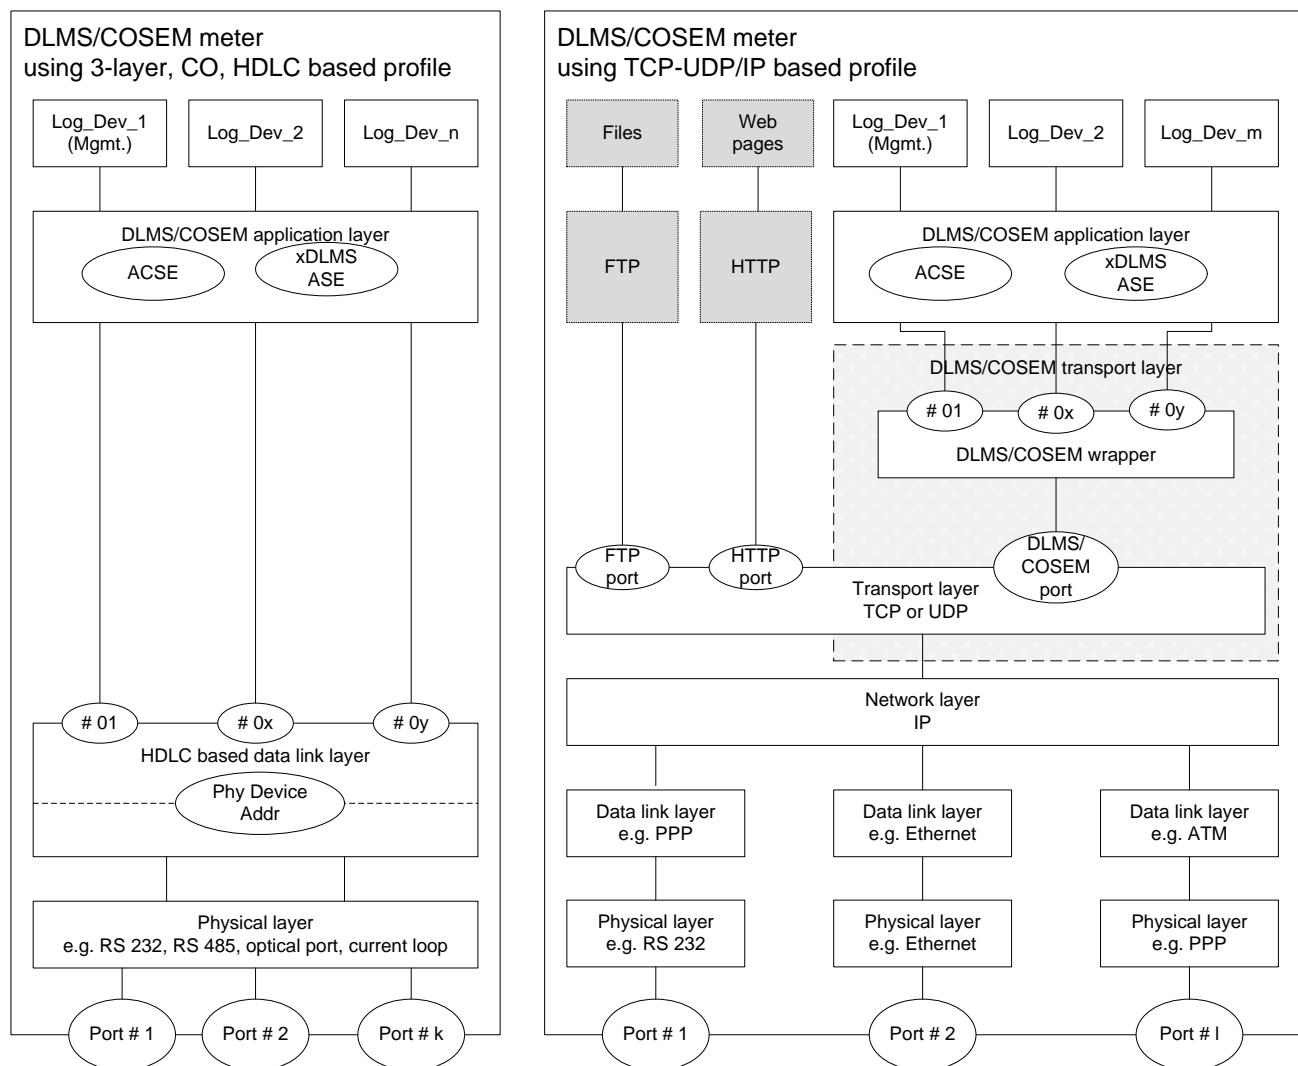 DLMS/COSEM meter
using 3-layer, CO, HDLC based profile
Log_Dev_1
(Mgmt.)
Log_Dev_2
Log_Dev_n
DLMS/COSEM application layer
ACSE
xDLMS
ASE
# 01
# 0x
# 0y
HDLC based data link layer
Phy Device
Addr
Physical layer
e.g. RS 232, RS 485, optical port, current loop
Port # 1
Port # 2
Port # k
DLMS/COSEM meter
using TCP-UDP/IP based profile
Files
Web
pages
Log_Dev_1
(Mgmt.)
Log_Dev_2
Log_Dev_m
FTP
HTTP
DLMS/COSEM application layer
ACSE
xDLMS
ASE
DLMS/COSEM transport layer
# 01
# 0x
# 0y
DLMS/COSEM wrapper
FTP
port
HTTP
port
DLMS/
COSEM
port
Transport layer
TCP or UDP
Network layer
IP
Data link layer
e.g. PPP
Data link layer
e.g. Ethernet
Data link layer
e.g. ATM
Physical layer
e.g. RS 232
Physical layer
e.g. Ethernet
Physical layer
e.g. PPP
Port # 1
Port # 2
Port # l